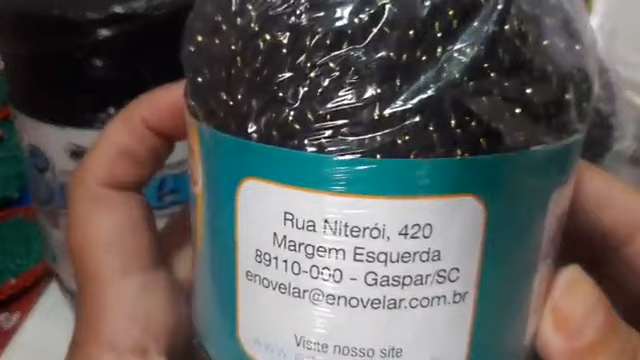 Rua Niterói, 420
Margem Esquerda
89110-000 - Gaspar/SC
enovelar@enovelar.com.br
Visite nosso site